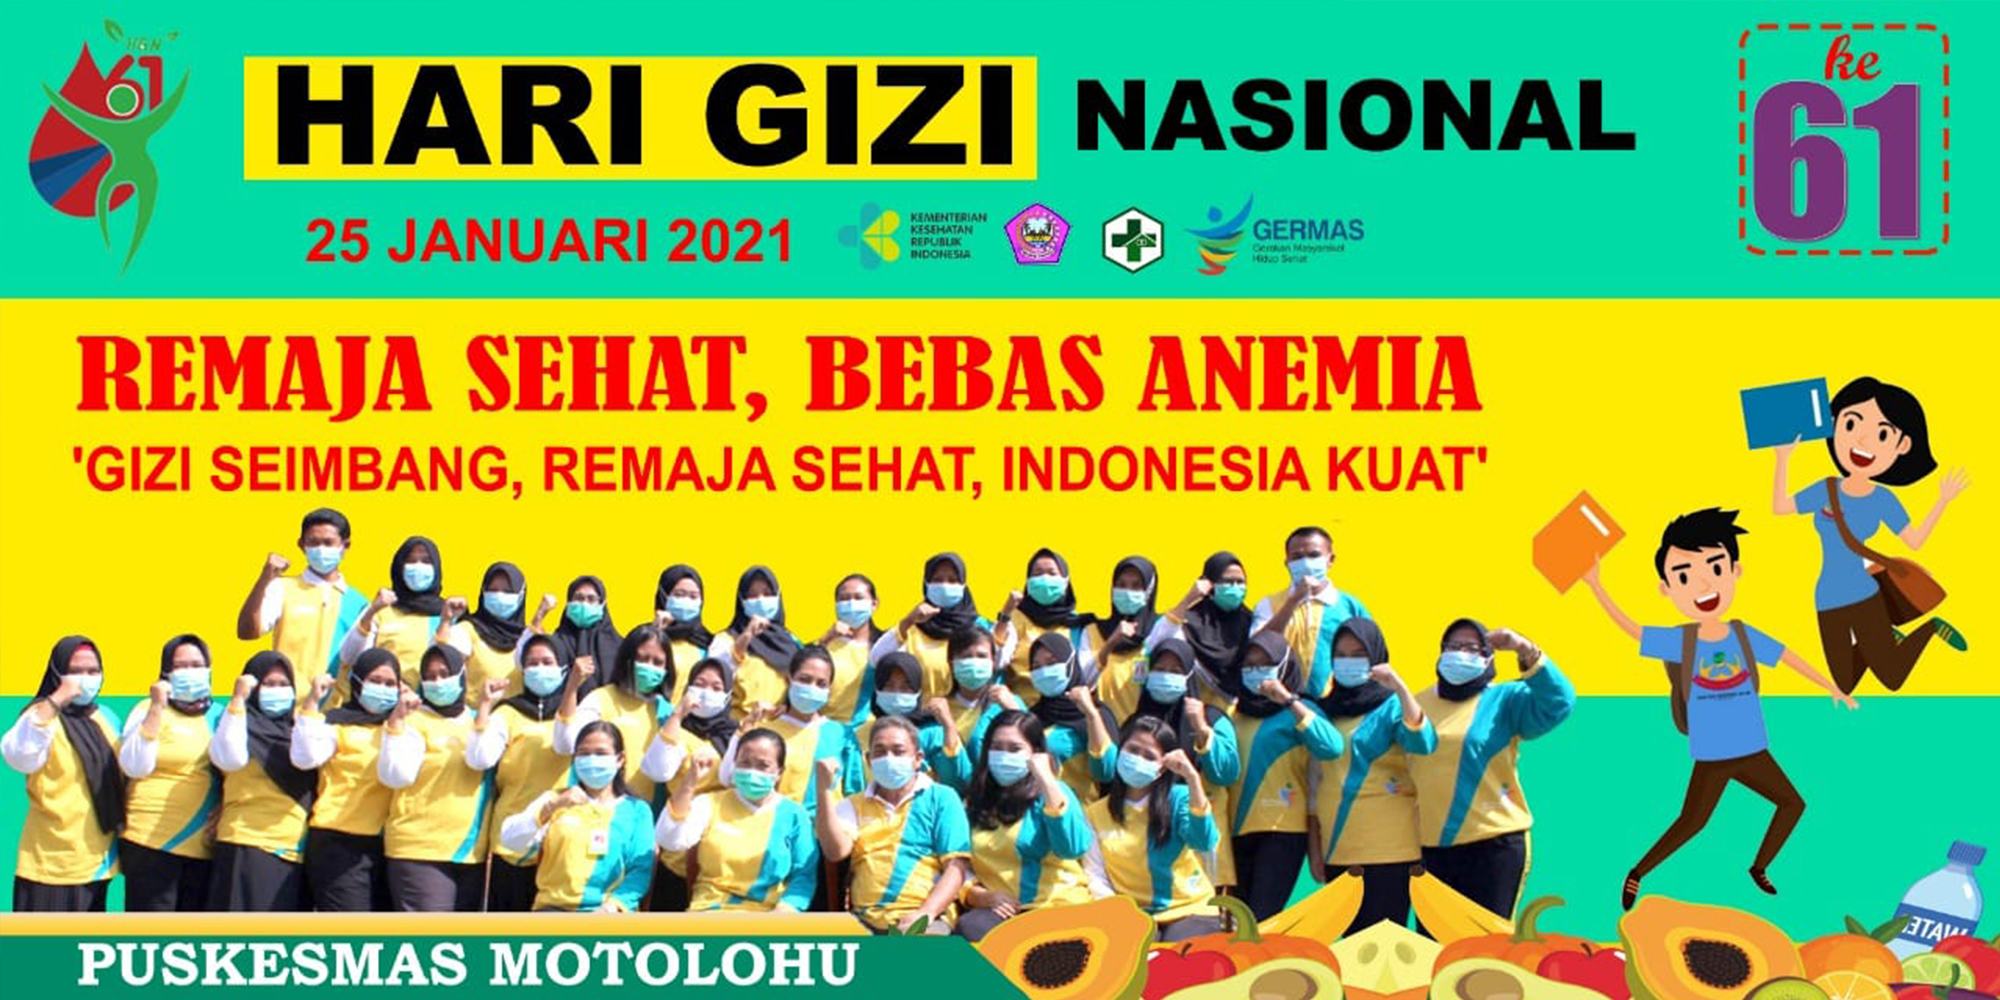 HGN
61
HARI GIZI NASIONAL
ke
61
25 JANUARI 2021
KEMENTERIAN
KESEHATAN
REPUBLIK
INDONESIA
GERMAS
Gerakan Masyarakat
Hidup Sehat
REMAJA SEHAT, BEBAS ANEMIA
'GIZI SEIMBANG, REMAJA SEHAT, INDONESIA KUAT'
WATER
PUSKESMAS MOTOLOHU